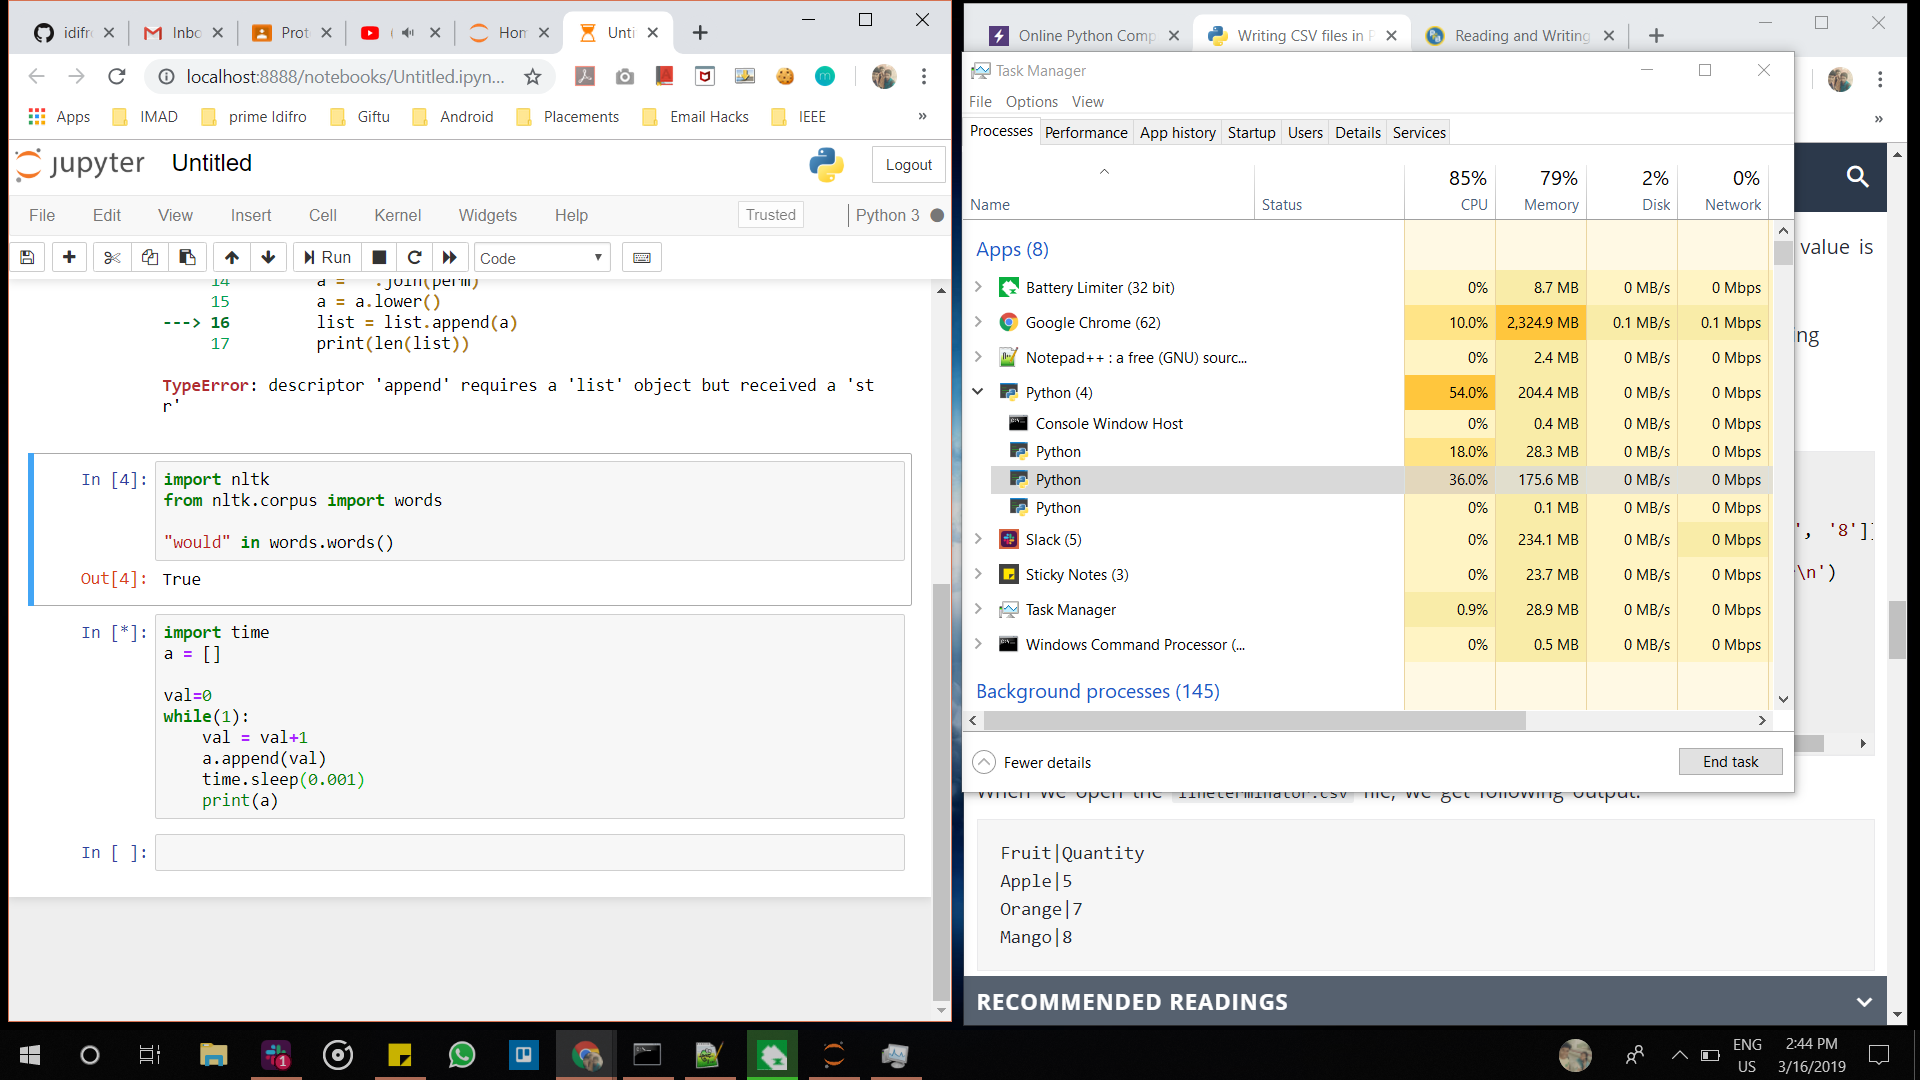 idifr
Inbo
Prot
(
Hon
Unti
localhost:8888/notebooks/Untitled.ipyn...
Apps
IMAD
prime Idifro
Giftu
Android
Placements
Email Hacks
IEEE
»
jupyter
Untitled
Logout
File
Edit
View
Insert
Cell
Kernel
Widgets
Help
Trusted
Python 3
Run
Code
14 a = .join(perm)
15 a = a.lower()
---> 16 list = list.append(a)
17 print(len(list))
TypeError: descriptor 'append' requires a 'list' object but received a 'st
r'
In [4]:
import nltk
from nltk.corpus import words
"would" in words.words()
Out[4]: True
In [*]:
import time
a = []
val=0
while(1):
val = val+1
a.append(val)
time.sleep(0.001)
print(a)
In [ ]:
Online Python Comp
Writing CSV files in P
Reading and Writing
»
Task Manager
File
Options
View
Processes
Performance
App history
Startup
Users
Details
Services
85%
79%
2%
0%
Name
Status
CPU
Memory
Disk
Network
Apps (8)
Battery Limiter (32 bit) 0% 8.7 MB 0 MB/s 0 Mbps
Google Chrome (62) 10.0% 2,324.9 MB 0.1 MB/s 0.1 Mbps
Notepad++ : a free (GNU) sourc... 0% 2.4 MB 0 MB/s 0 Mbps
Python (4) 54.0% 204.4 MB 0 MB/s 0 Mbps
Console Window Host 0% 0.4 MB 0 MB/s 0 Mbps
Python 18.0% 28.3 MB 0 MB/s 0 Mbps
Python 36.0% 175.6 MB 0 MB/s 0 Mbps
Python 0% 0.1 MB 0 MB/s 0 Mbps
Slack (5) 0% 234.1 MB 0 MB/s 0 Mbps
Sticky Notes (3) 0% 23.7 MB 0 MB/s 0 Mbps
Task Manager 0.9% 28.9 MB 0 MB/s 0 Mbps
Windows Command Processor (... 0% 0.5 MB 0 MB/s 0 Mbps
Background processes (145)
Fewer details
End task
value is
ng
', '8']]
\n')
When we open the lineterminator.csv file, we get following output:
Fruit|Quantity
Apple|5
Orange|7
Mango|8
RECOMMENDED READINGS
1
ENG
US
2:44 PM
3/16/2019